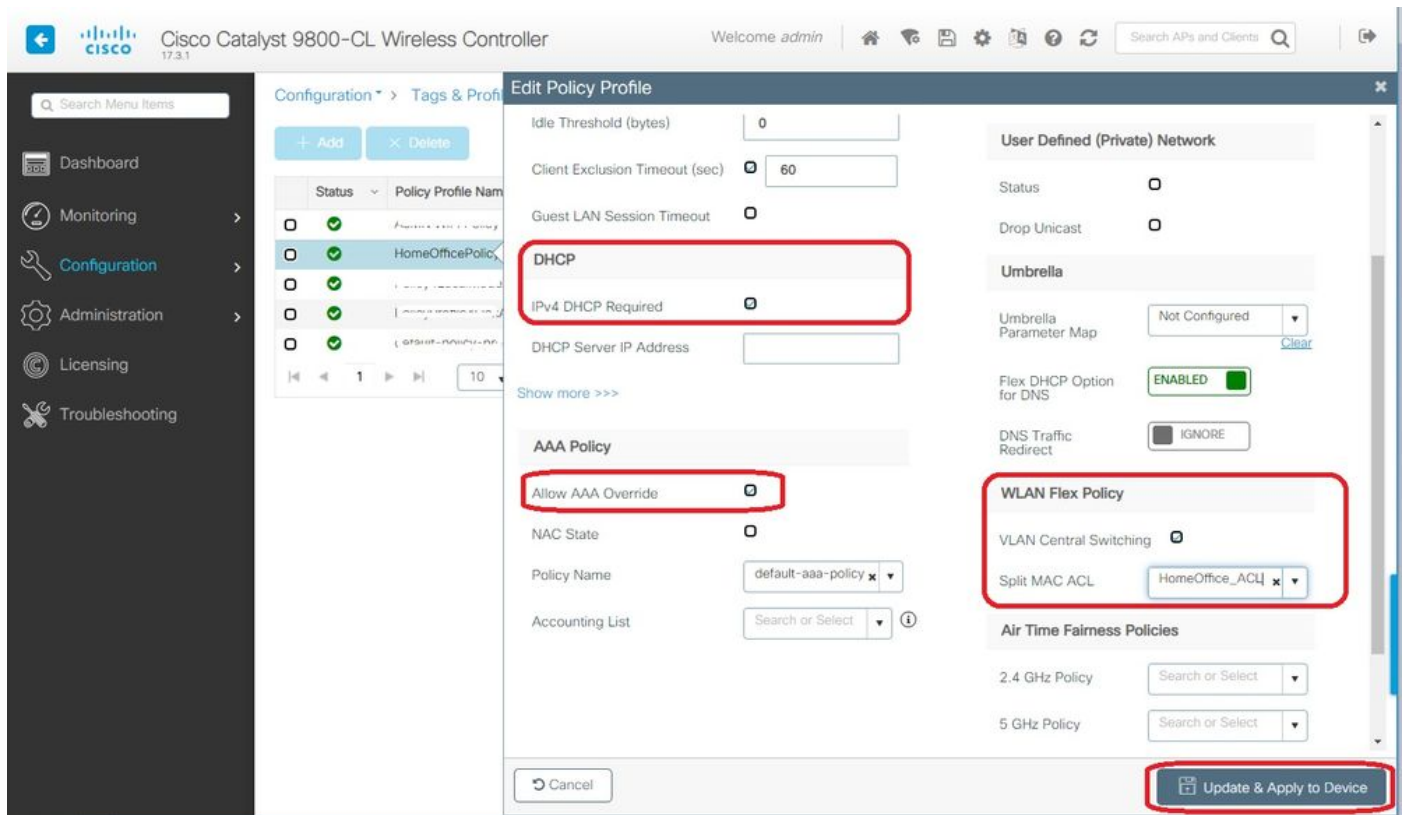 CISCO
Cisco Catalyst 9800-CL Wireless Controller
17.3.1
Welcome admin
Search APs and Clients
Search Menu Items
Dashboard
Monitoring
Configuration
Administration
Licensing
Troubleshooting
Configuration > Tags & Profi
+ Add
× Delete
Status
Policy Profile Nam
HomeOfficePolic
1
10
Edit Policy Profile
Idle Threshold (bytes)
0
Client Exclusion Timeout (sec)
60
Guest LAN Session Timeout
DHCP
IPv4 DHCP Required
DHCP Server IP Address
Show more >>>
AAA Policy
Allow AAA Override
NAC State
Policy Name
default-aaa-policy
Accounting List
Search or Select
User Defined (Private) Network
Status
Drop Unicast
Umbrella
Umbrella
Parameter Map
Not Configured
Clear
Flex DHCP Option
for DNS
ENABLED
DNS Traffic
Redirect
IGNORE
WLAN Flex Policy
VLAN Central Switching
Split MAC ACL
HomeOffice_ACL
Air Time Fairness Policies
2.4 GHz Policy
Search or Select
5 GHz Policy
Search or Select
Cancel
Update & Apply to Device